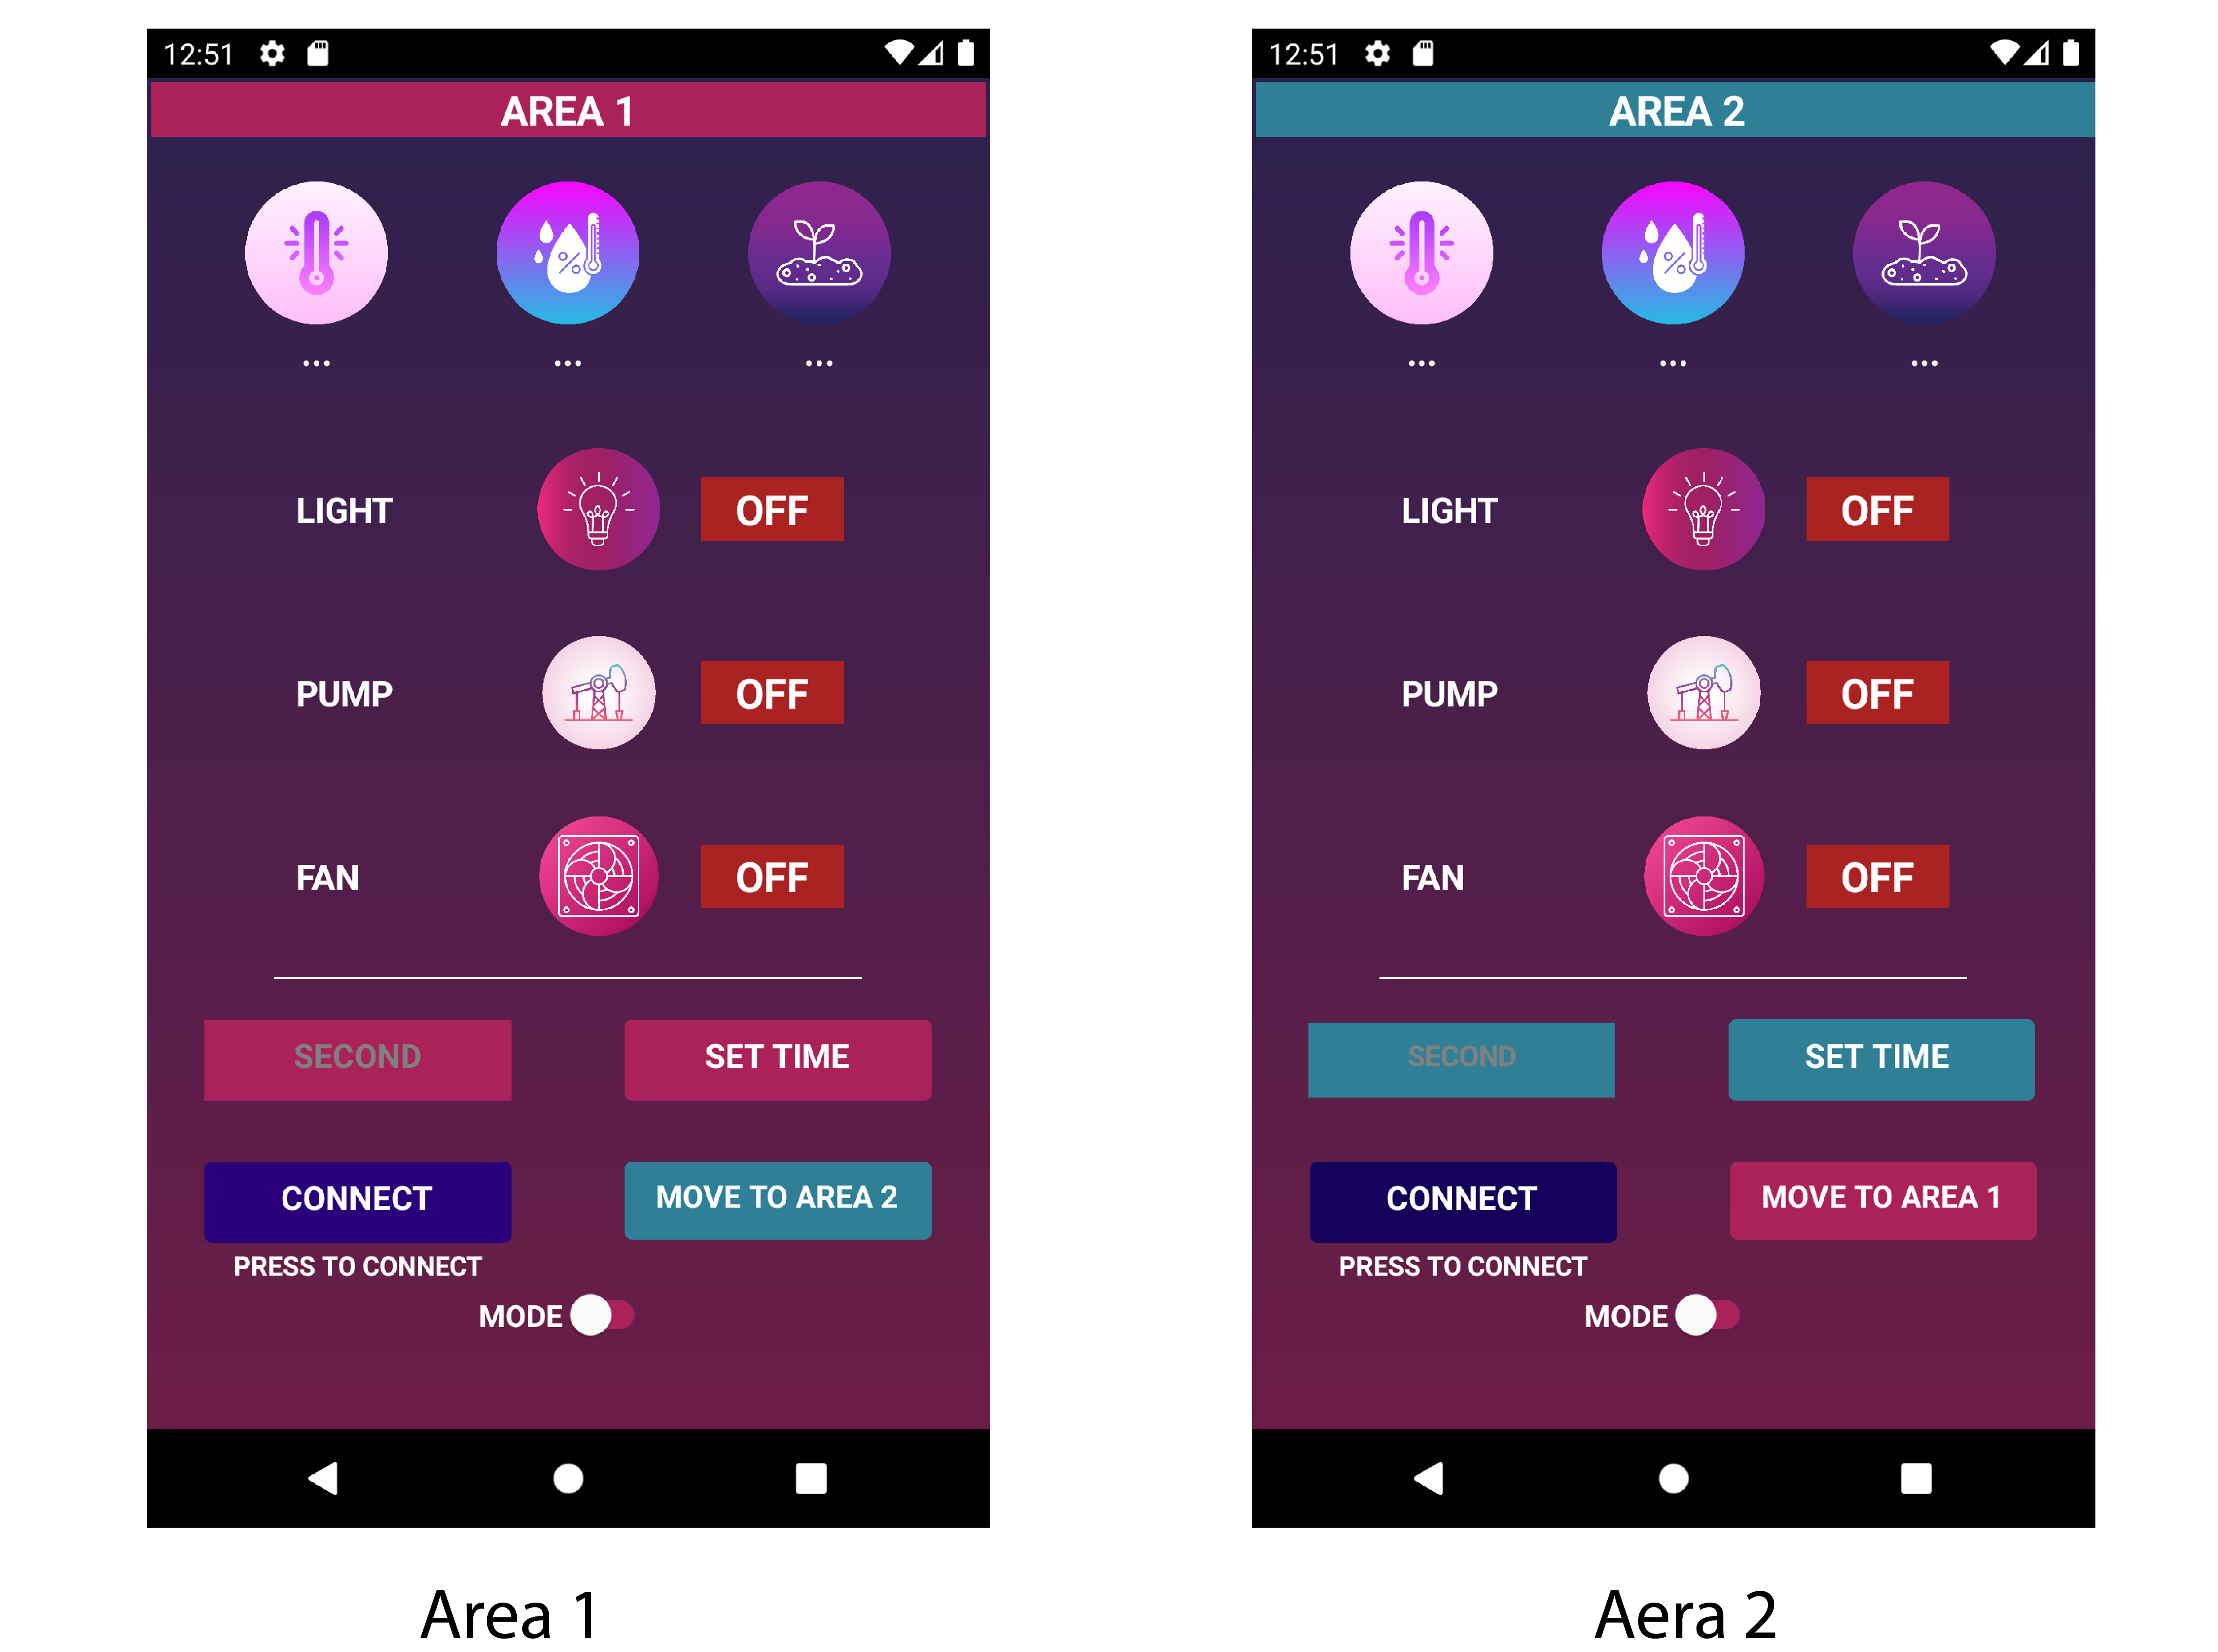 12:51
AREA 1
...
...
...
LIGHT
OFF
PUMP
OFF
FAN
OFF
SECOND
SET TIME
CONNECT
MOVE TO AREA 2
PRESS TO CONNECT
MODE
Area 1
12:51
AREA 2
...
...
...
LIGHT
OFF
PUMP
OFF
FAN
OFF
SECOND
SET TIME
CONNECT
MOVE TO AREA 1
PRESS TO CONNECT
MODE
Aera 2